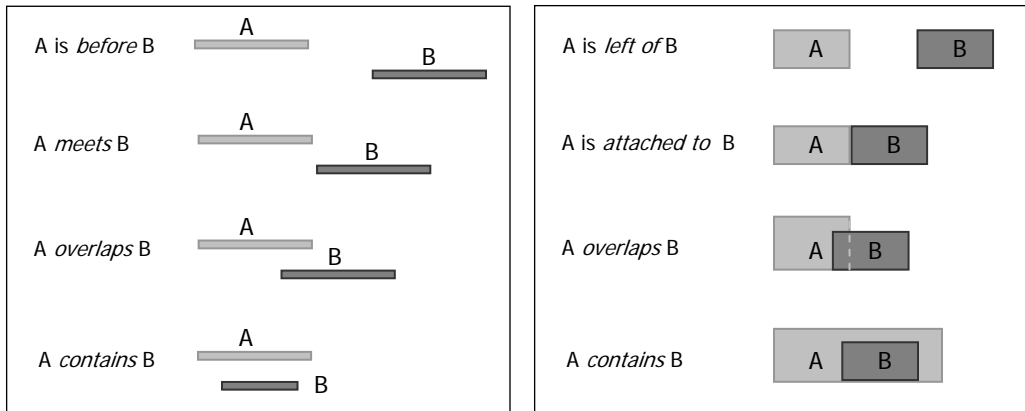 A is before B
A
B
A meets B
A
B
A overlaps B
A
B
A contains B
A
B
A is left of B
A
B
A is attached to B
A
B
A overlaps B
A
B
A contains B
A
B